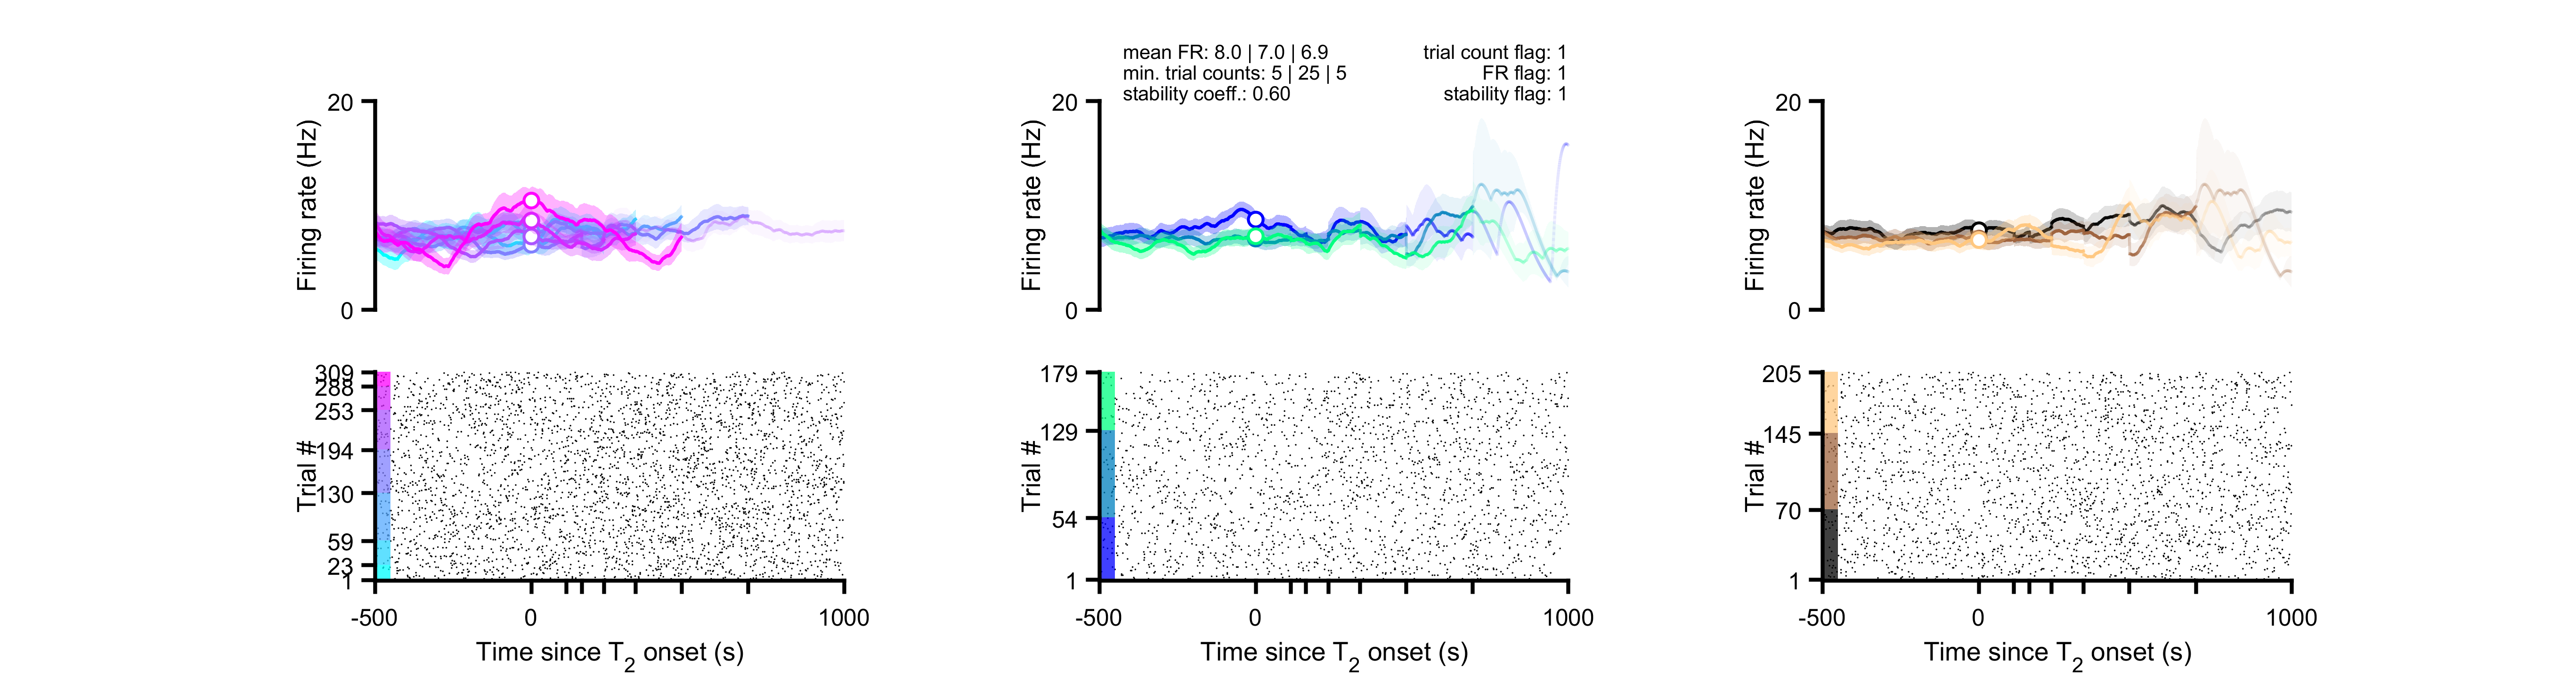 mean FR: 8.0 | 7.0 | 6.9
min. trial counts: 5 | 25 | 5
stability coeff.: 0.60
trial count flag: 1
FR flag: 1
stability flag: 1
20
Firing rate (Hz)
0
20
Firing rate (Hz)
0
20
Firing rate (Hz)
0
309
288
253
194
130
59
23
1
Trial #
-500
0
1000
Time since T2 onset (s)
179
129
54
1
Trial #
-500
0
1000
Time since T2 onset (s)
205
145
70
1
Trial #
-500
0
1000
Time since T2 onset (s)